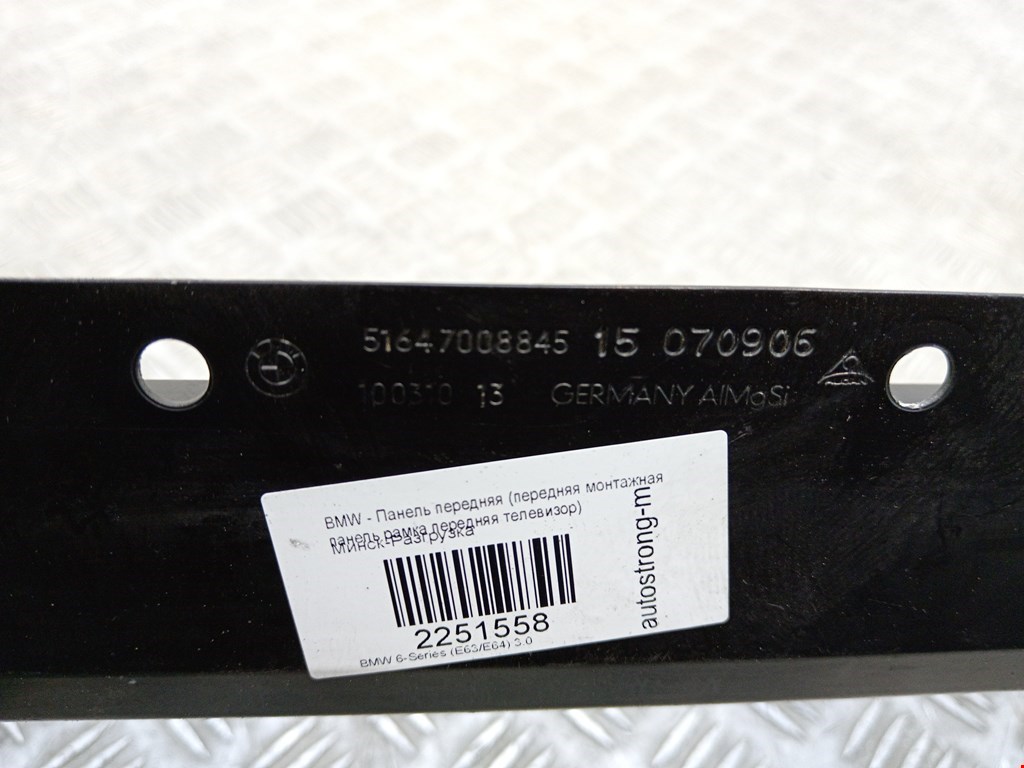 51647008845 15 070906
100310 13 GERMANY AlMgSi
BMW - Панель передняя (передняя монтажная
панель рамка передняя телевизор)
Минск-Разгрузка
2251558
BMW 6-Series (E63/E64) 3.0
autostrong-m